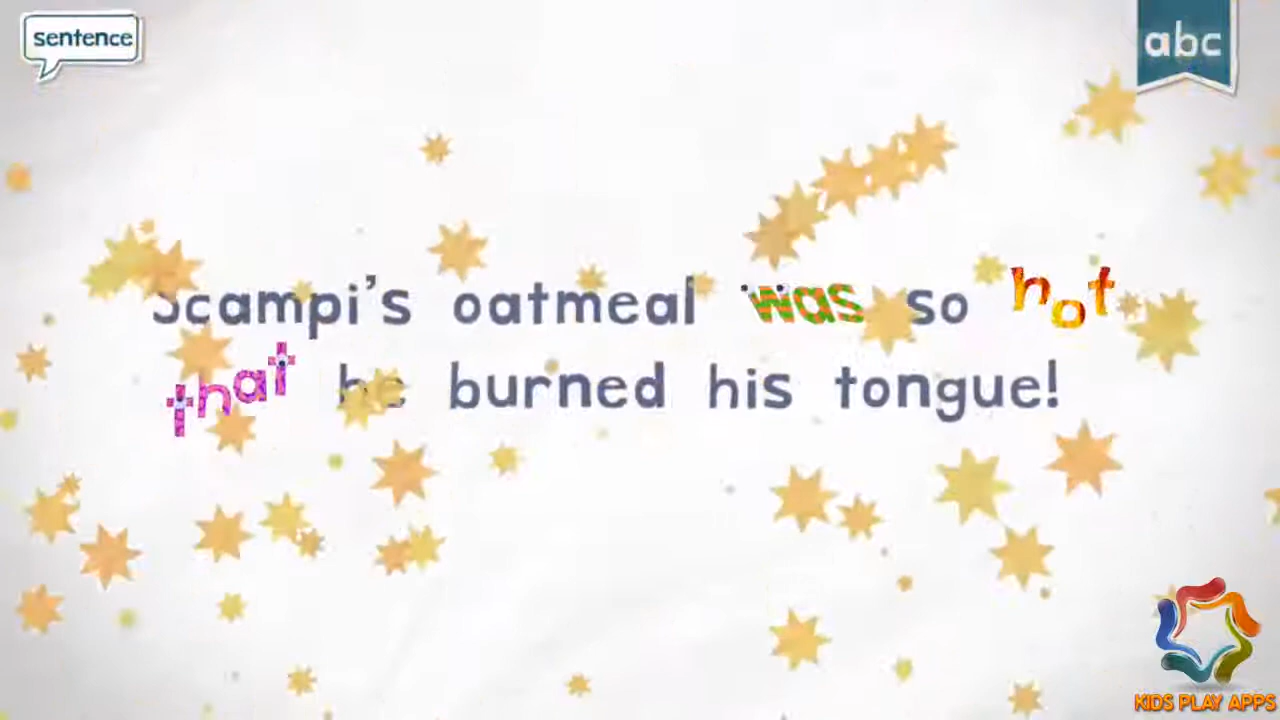 sentence
abc
Scampi's oatmeal was so hot
that he burned his tongue!
KIDS PLAY APPS